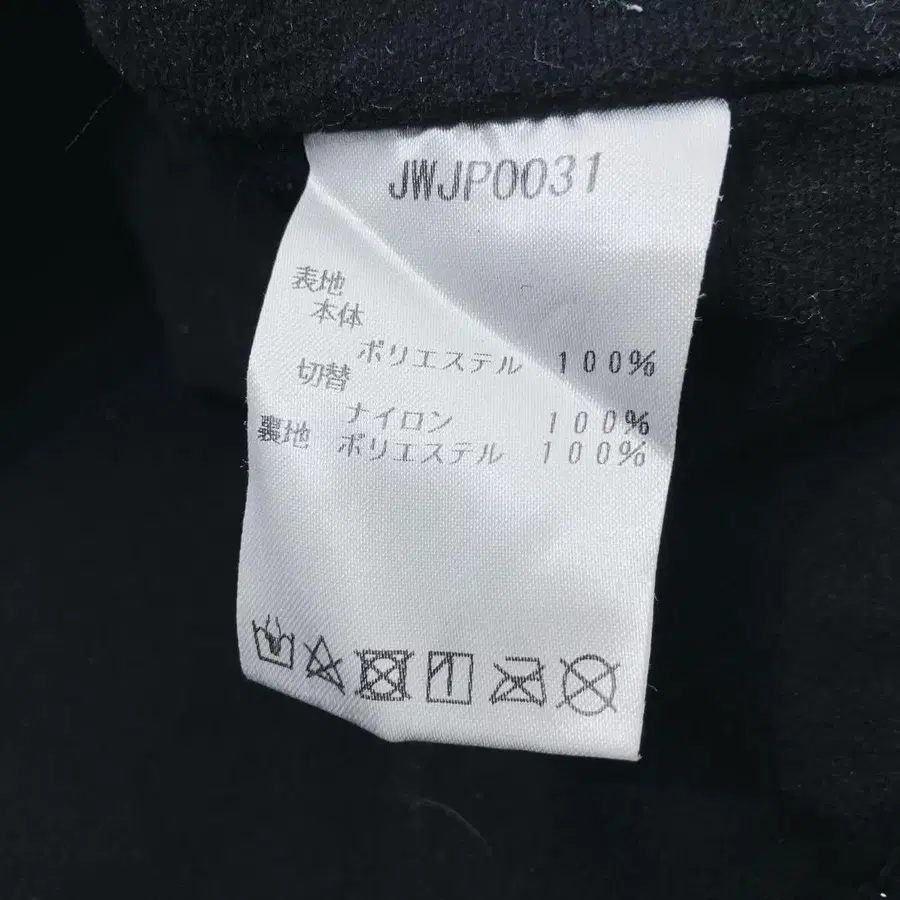 JWJP0031
表地
本体
ポリエステル 100%
切替
ナイロン 100%
裏地 ポリエステル 100%